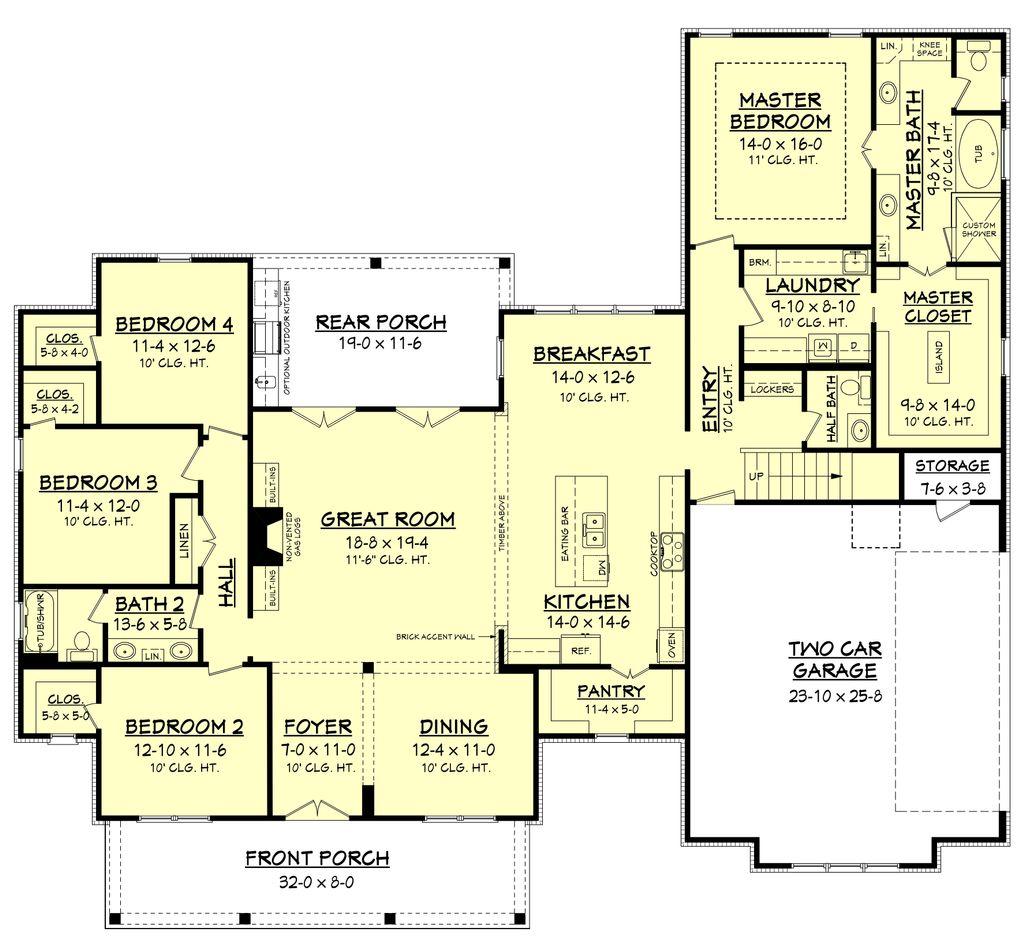 MASTER
BEDROOM
14-0 x 16-0
11' CLG. HT.
LIN.
KNEE
SPACE
MASTER BATH
9-8 x 17-4
10' CLG. HT.
TUB
CUSTOM
SHOWER
LIN.
BRM.
LAUNDRY
9-10 x 8-10
10' CLG. HT.
W
D
MASTER
CLOSET
ISLAND
9-8 x 14-0
10' CLG. HT.
ENTRY
10' CLG. HT.
LOCKERS
HALF BATH
UP
STORAGE
7-6 x 3-8
CLOS.
5-8 x 4-0
BEDROOM 4
11-4 x 12-6
10' CLG. HT.
CLOS.
5-8 x 4-2
REF.
OPTIONAL OUTDOOR KITCHEN
REAR PORCH
19-0 x 11-6
BREAKFAST
14-0 x 12-6
10' CLG. HT.
BEDROOM 3
11-4 x 12-0
10' CLG. HT.
LINEN
HALL
BUILT-INS
NON-VENTED
GAS LOGS
BUILT-INS
GREAT ROOM
18-8 x 19-4
11'-6" CLG. HT.
TIMBER ABOVE
EATING BAR
DW
COOKTOP
KITCHEN
14-0 x 14-6
BRICK ACCENT WALL
REF.
OVEN
TUB/SHWR
BATH 2
13-6 x 5-8
LIN.
CLOS.
5-8 x 5-0
BEDROOM 2
12-10 x 11-6
10' CLG. HT.
FOYER
7-0 x 11-0
10' CLG. HT.
DINING
12-4 x 11-0
10' CLG. HT.
PANTRY
11-4 x 5-0
TWO CAR
GARAGE
23-10 x 25-8
FRONT PORCH
32-0 x 8-0